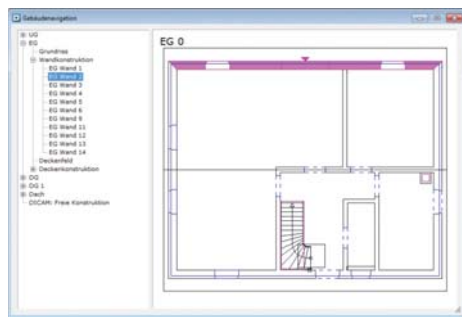 Gebäudenavigation
UG
EG
Grundriss
Wandkonstruktion
EG Wand 1
EG Wand 2
EG Wand 3
EG Wand 4
EG Wand 5
EG Wand 6
EG Wand 9
EG Wand 11
EG Wand 12
EG Wand 13
EG Wand 14
Deckenfeld
Deckenkonstruktion
DG
DG 1
Dach
DICAM: Freie Konstruktion
EG 0